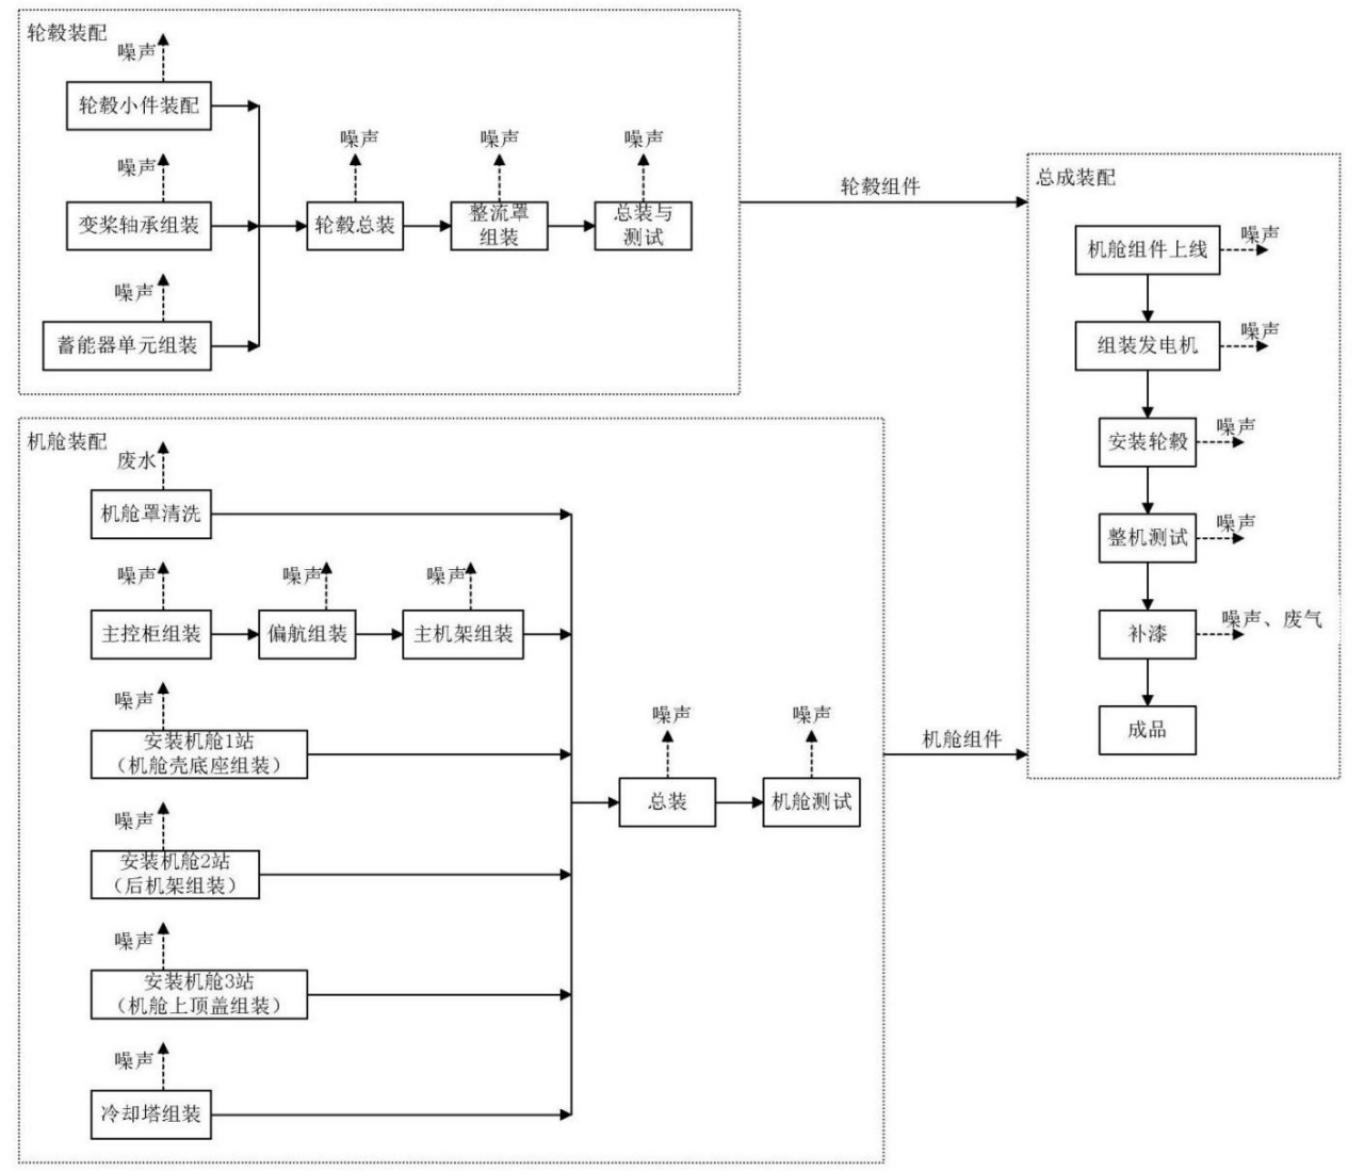 轮毂装配
噪声
轮毂小件装配
噪声
变桨轴承组装
噪声
蓄能器单元组装
噪声
轮毂总装
噪声
整流罩
组装
噪声
总装与
测试
轮毂组件
机舱装配
废水
机舱罩清洗
噪声
主控柜组装
噪声
偏航组装
噪声
主机架组装
噪声
安装机舱1站
（机舱壳底座组装）
噪声
安装机舱2站
（后机架组装）
噪声
安装机舱3站
（机舱上顶盖组装）
噪声
冷却塔组装
噪声
总装
噪声
机舱测试
机舱组件
总成装配
机舱组件上线
噪声
组装发电机
噪声
安装轮毂
噪声
整机测试
噪声
补漆
噪声、废气
成品